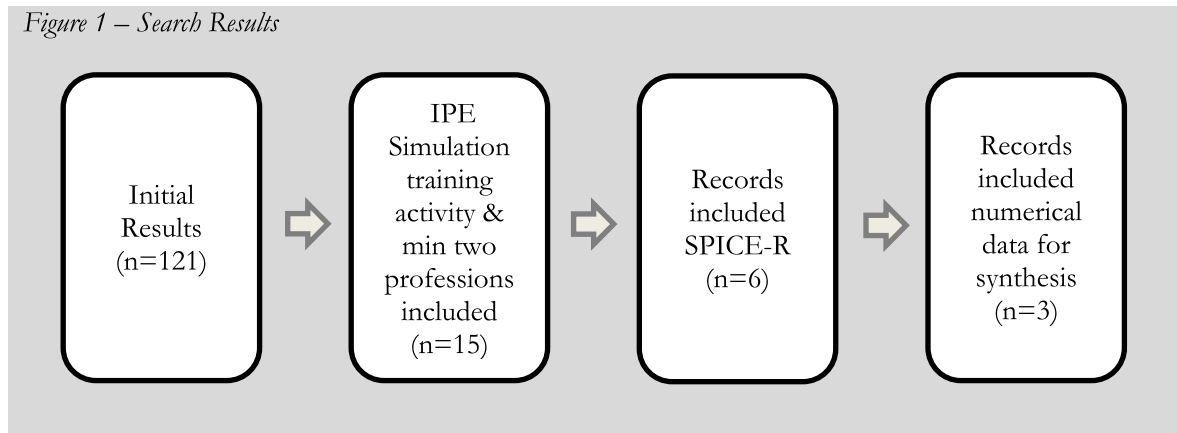 Figure 1 – Search Results
Initial
Results
(n=121)
IPE
Simulation
training
activity &
min two
professions
included
(n=15)
Records
included
SPICE-R
(n=6)
Records
included
numerical
data for
synthesis
(n=3)